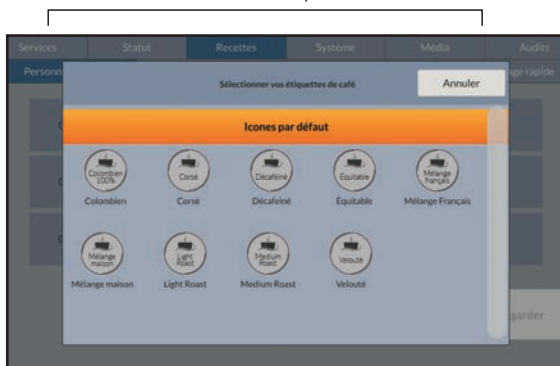 Services Statut Recettes Système Média Audits
Personn ge rapide
Sélectionner vos étiquettes de café Annuler
Icones par défaut
Colombien 100% Corsé Décaféiné Équitable Mélange français
Colombien Corsé Décafeiné Équitable Mélange Français
Mélange maison Light Roast Medium Roast Velouté
Mélange maison Light Roast Medium Roast Velouté
garder